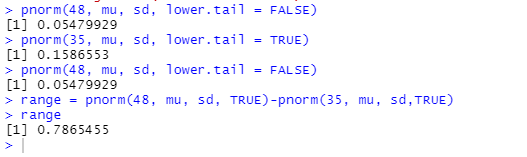 > pnorm(48, mu, sd, lower.tail = FALSE)
[1] 0.05479929
> pnorm(35, mu, sd, lower.tail = TRUE)
[1] 0.1586553
> pnorm(48, mu, sd, lower.tail = FALSE)
[1] 0.05479929
> range = pnorm(48, mu, sd, TRUE)-pnorm(35, mu, sd,TRUE)
> range
[1] 0.7865455
>